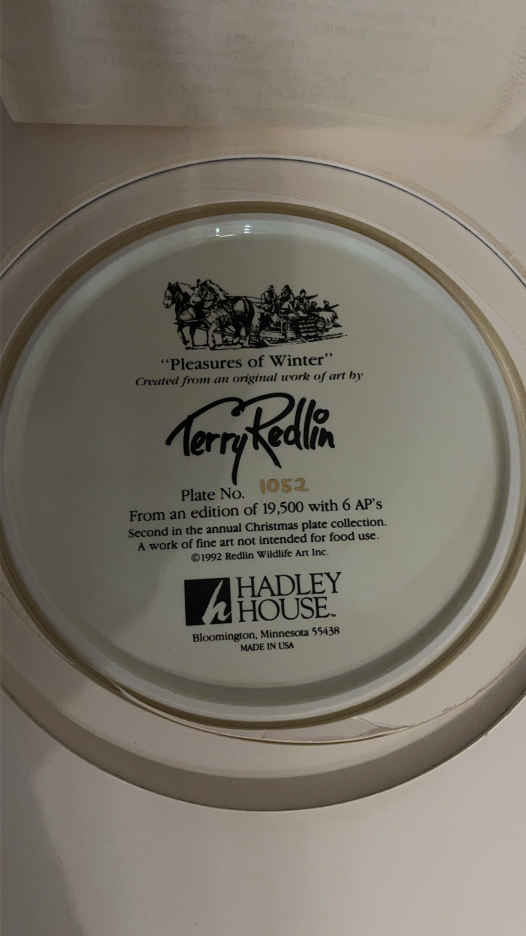 "Pleasures of Winter"
Created from an original work of art by
Terry Redlin
Plate No. 1052
From an edition of 19,500 with 6 AP's
Second in the annual Christmas plate collection.
A work of fine art not intended for food use.
©1992 Redlin Wildlife Art Inc.
h HADLEY
HOUSE™
Bloomington, Minnesota 55438
MADE IN USA